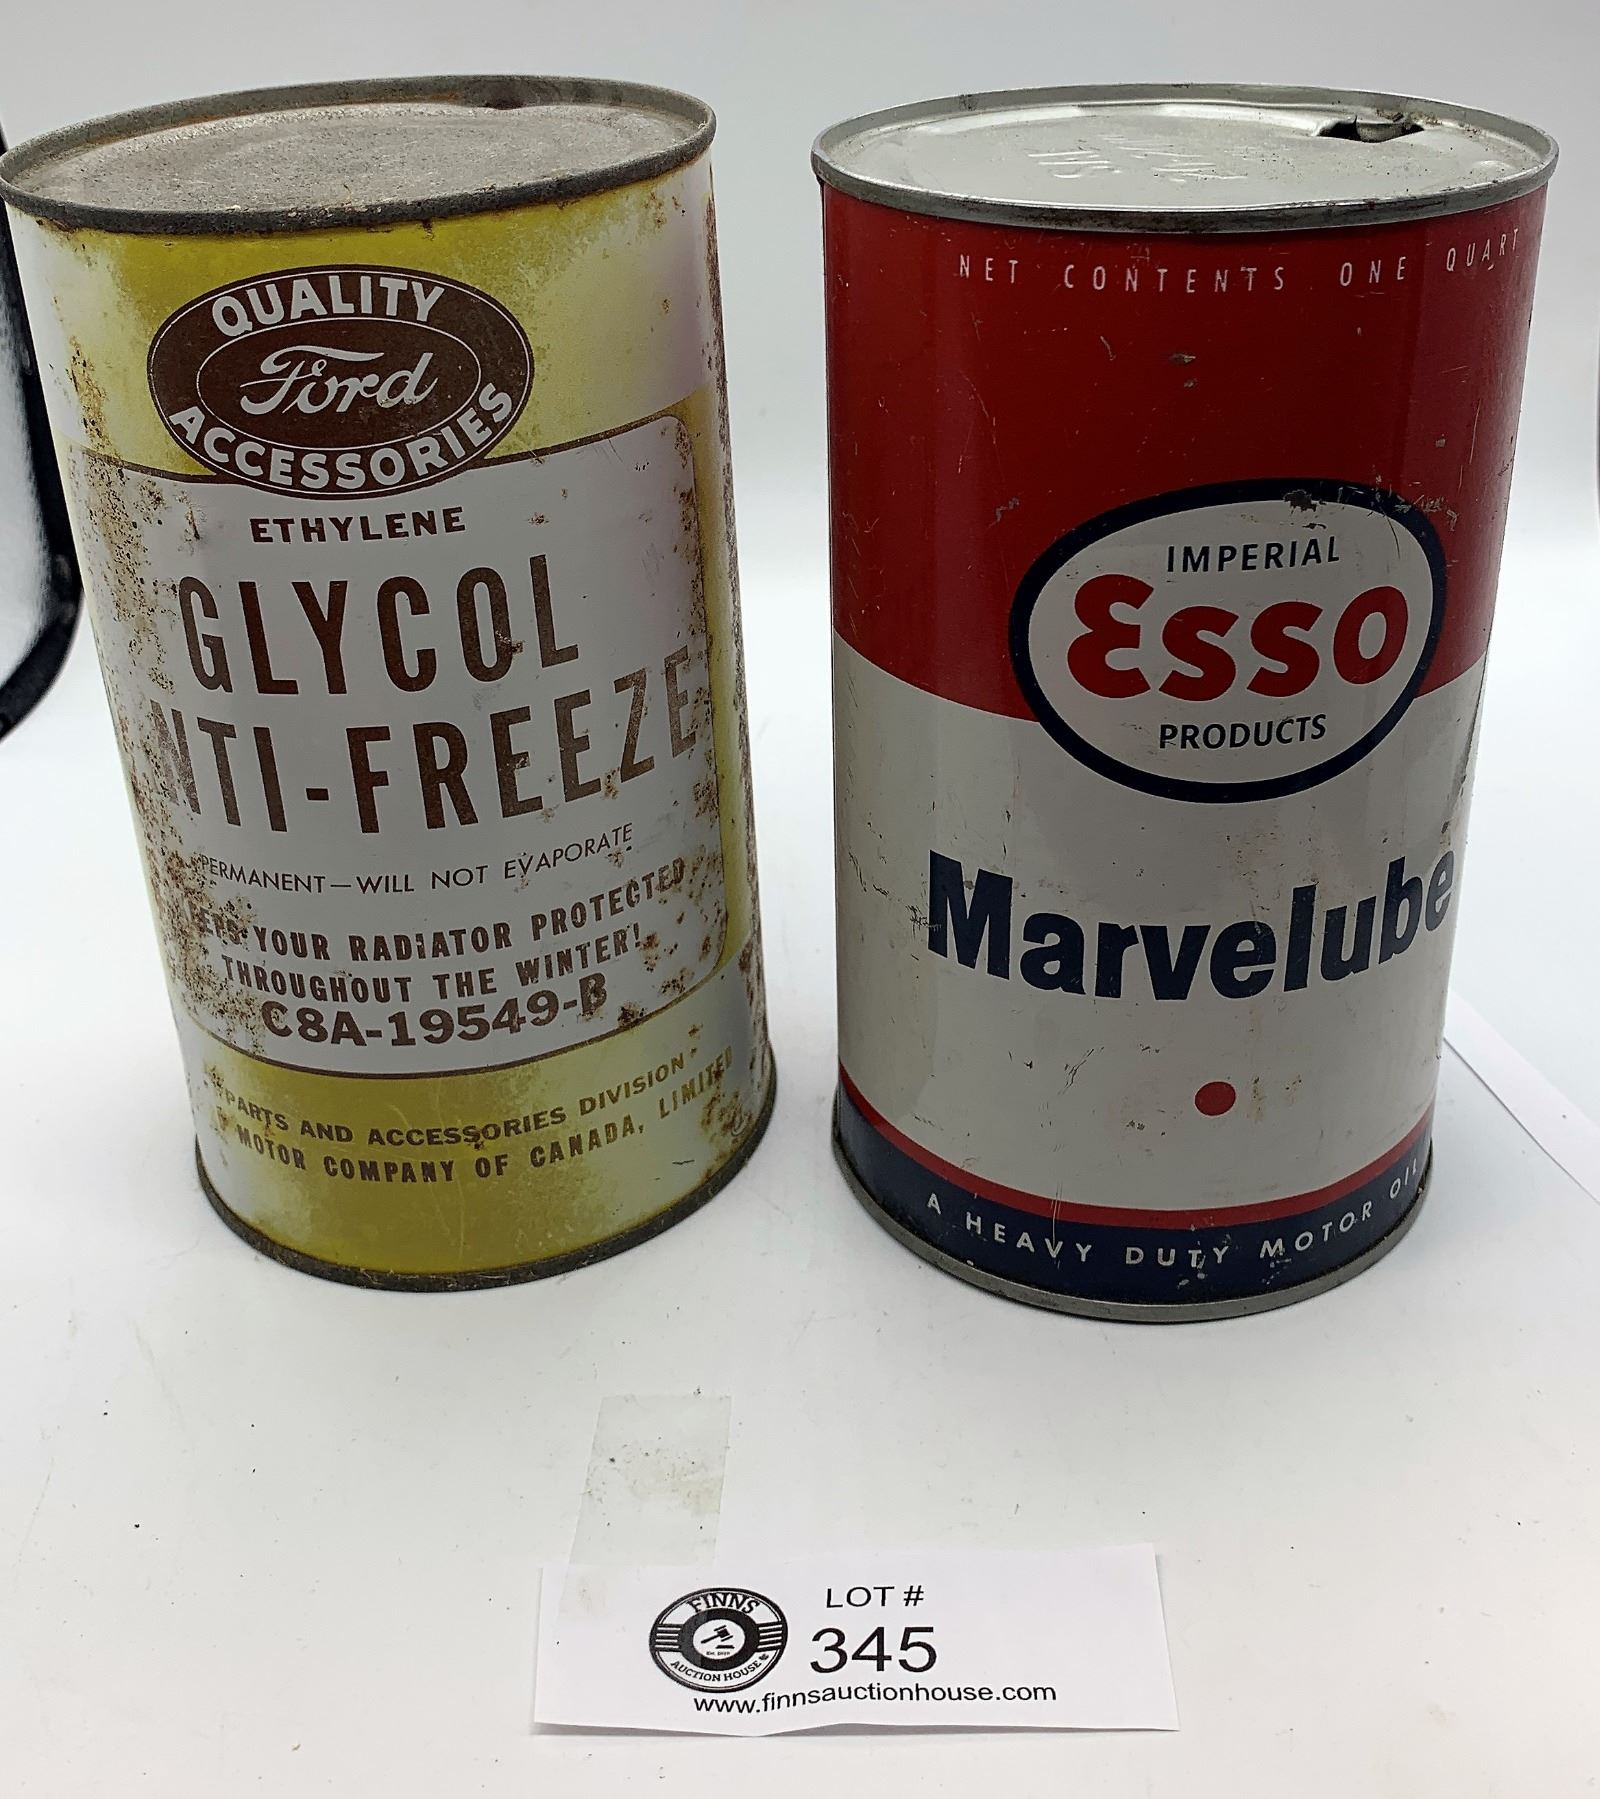 QUALITY
Ford
ACCESSORIES
ETHYLENE
GLYCOL
NTI-FREEZE
PERMANENT—WILL NOT EVAPORATE
EEPS YOUR RADIATOR PROTECTED
THROUGHOUT THE WINTER!
C8A-19549-B
PARTS AND ACCESSORIES DIVISION
MOTOR COMPANY OF CANADA, LIMITED
NET CONTENTS ONE QUART
IMPERIAL
Esso
PRODUCTS
Marvelube
A HEAVY DUTY MOTOR OIL
FINNS
AUCTION HOUSE
LOT #
345
www.finnsauctionhouse.com